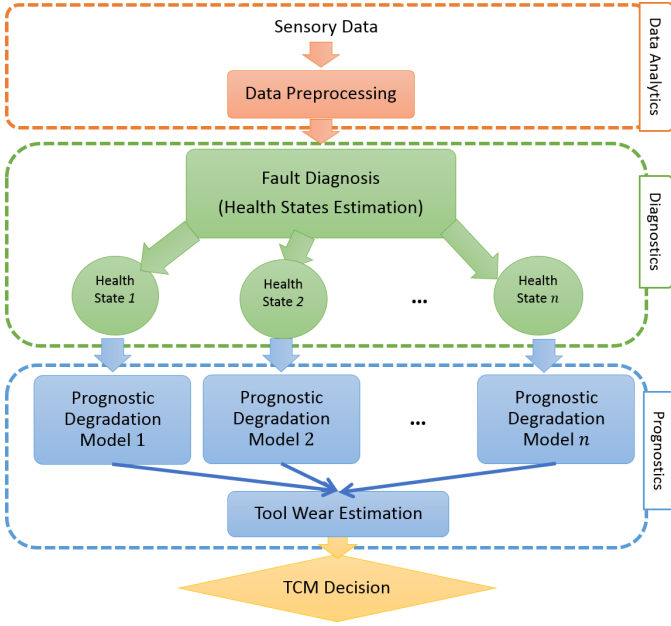 Sensory Data
Data Preprocessing
Data Analytics
Fault Diagnosis
(Health States Estimation)
Diagnostics
Health
State 1
Health
State 2
...
Health
State n
Prognostic
Degradation
Model 1
Prognostic
Degradation
Model 2
...
Prognostic
Degradation
Model n
Prognostics
Tool Wear Estimation
TCM Decision